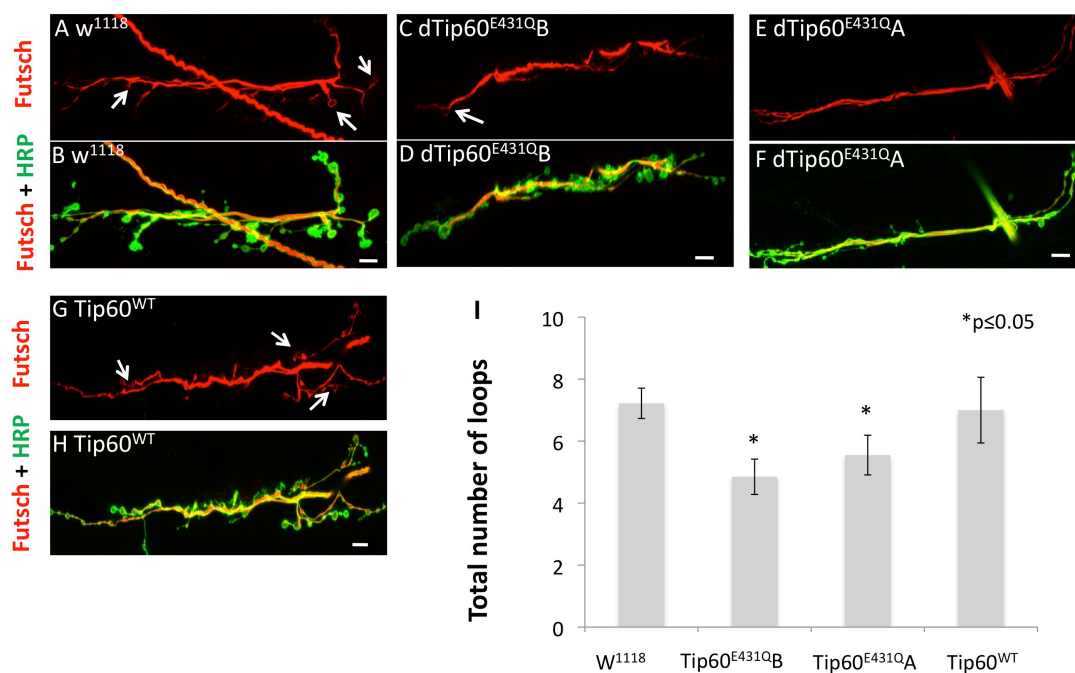 A w1118
C dTip60E431QB
E dTip60E431QA
Futsch
B w1118
D dTip60E431QB
F dTip60E431QA
Futsch + HRP
G Tip60WT
Futsch
H Tip60WT
Futsch + HRP
I
*p≤0.05
Total number of loops
10
8
6
4
2
0
*
*
W1118
Tip60E431QB
Tip60E431QA
Tip60WT